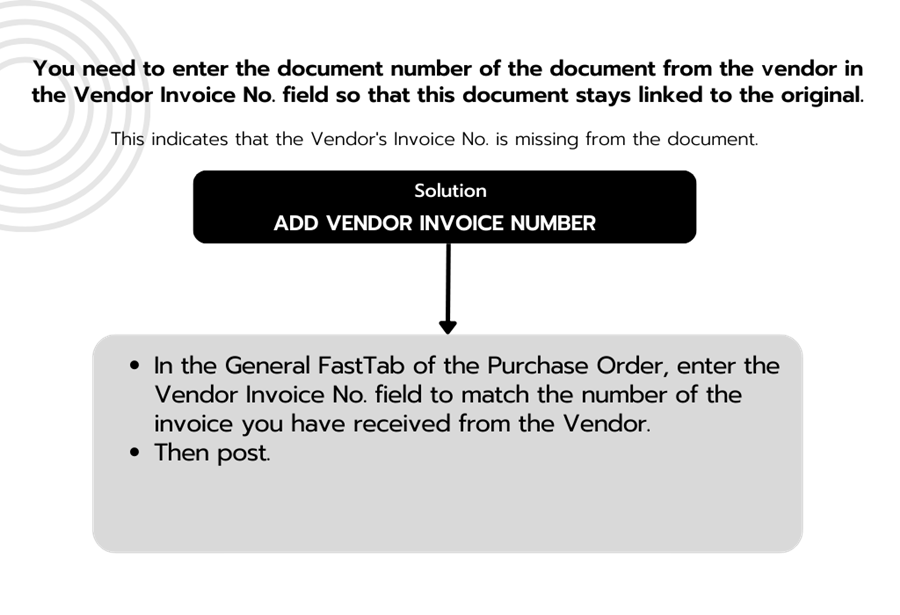 You need to enter the document number of the document from the vendor in
the Vendor Invoice No. field so that this document stays linked to the original.
This indicates that the Vendor's Invoice No. is missing from the document.
Solution
ADD VENDOR INVOICE NUMBER
• In the General FastTab of the Purchase Order, enter the
Vendor Invoice No. field to match the number of the
invoice you have received from the Vendor.
• Then post.